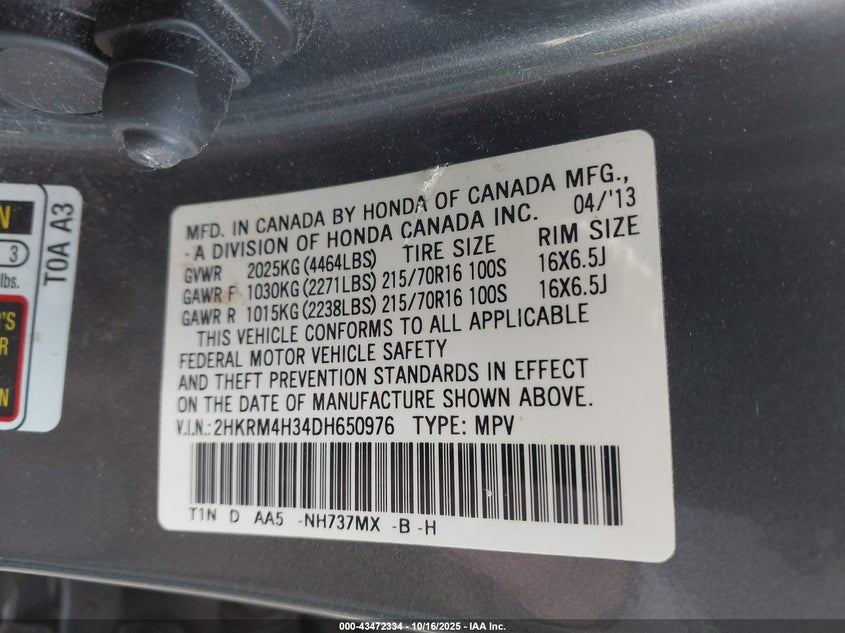 MFD. IN CANADA BY HONDA OF CANADA MFG.,
-A DIVISION OF HONDA CANADA INC. 04/'13
GVWR 2025KG(4464LBS) TIRE SIZE RIM SIZE
GAWR F 1030KG(2271LBS) 215/70R16 100S 16X6.5J
GAWR R 1015KG(2238LBS) 215/70R16 100S 16X6.5J
THIS VEHICLE CONFORMS TO ALL APPLICABLE
FEDERAL MOTOR VEHICLE SAFETY
AND THEFT PREVENTION STANDARDS IN EFFECT
ON THE DATE OF MANUFACTURE SHOWN ABOVE.
V.I.N.: 2HKRM4H34DH650976 TYPE: MPV
T1N D AA5 -NH737MX -B -H
N
3
lbs.
'S
R
N
T0A A3
000-43472334 - 10/16/2025 - IAA Inc.